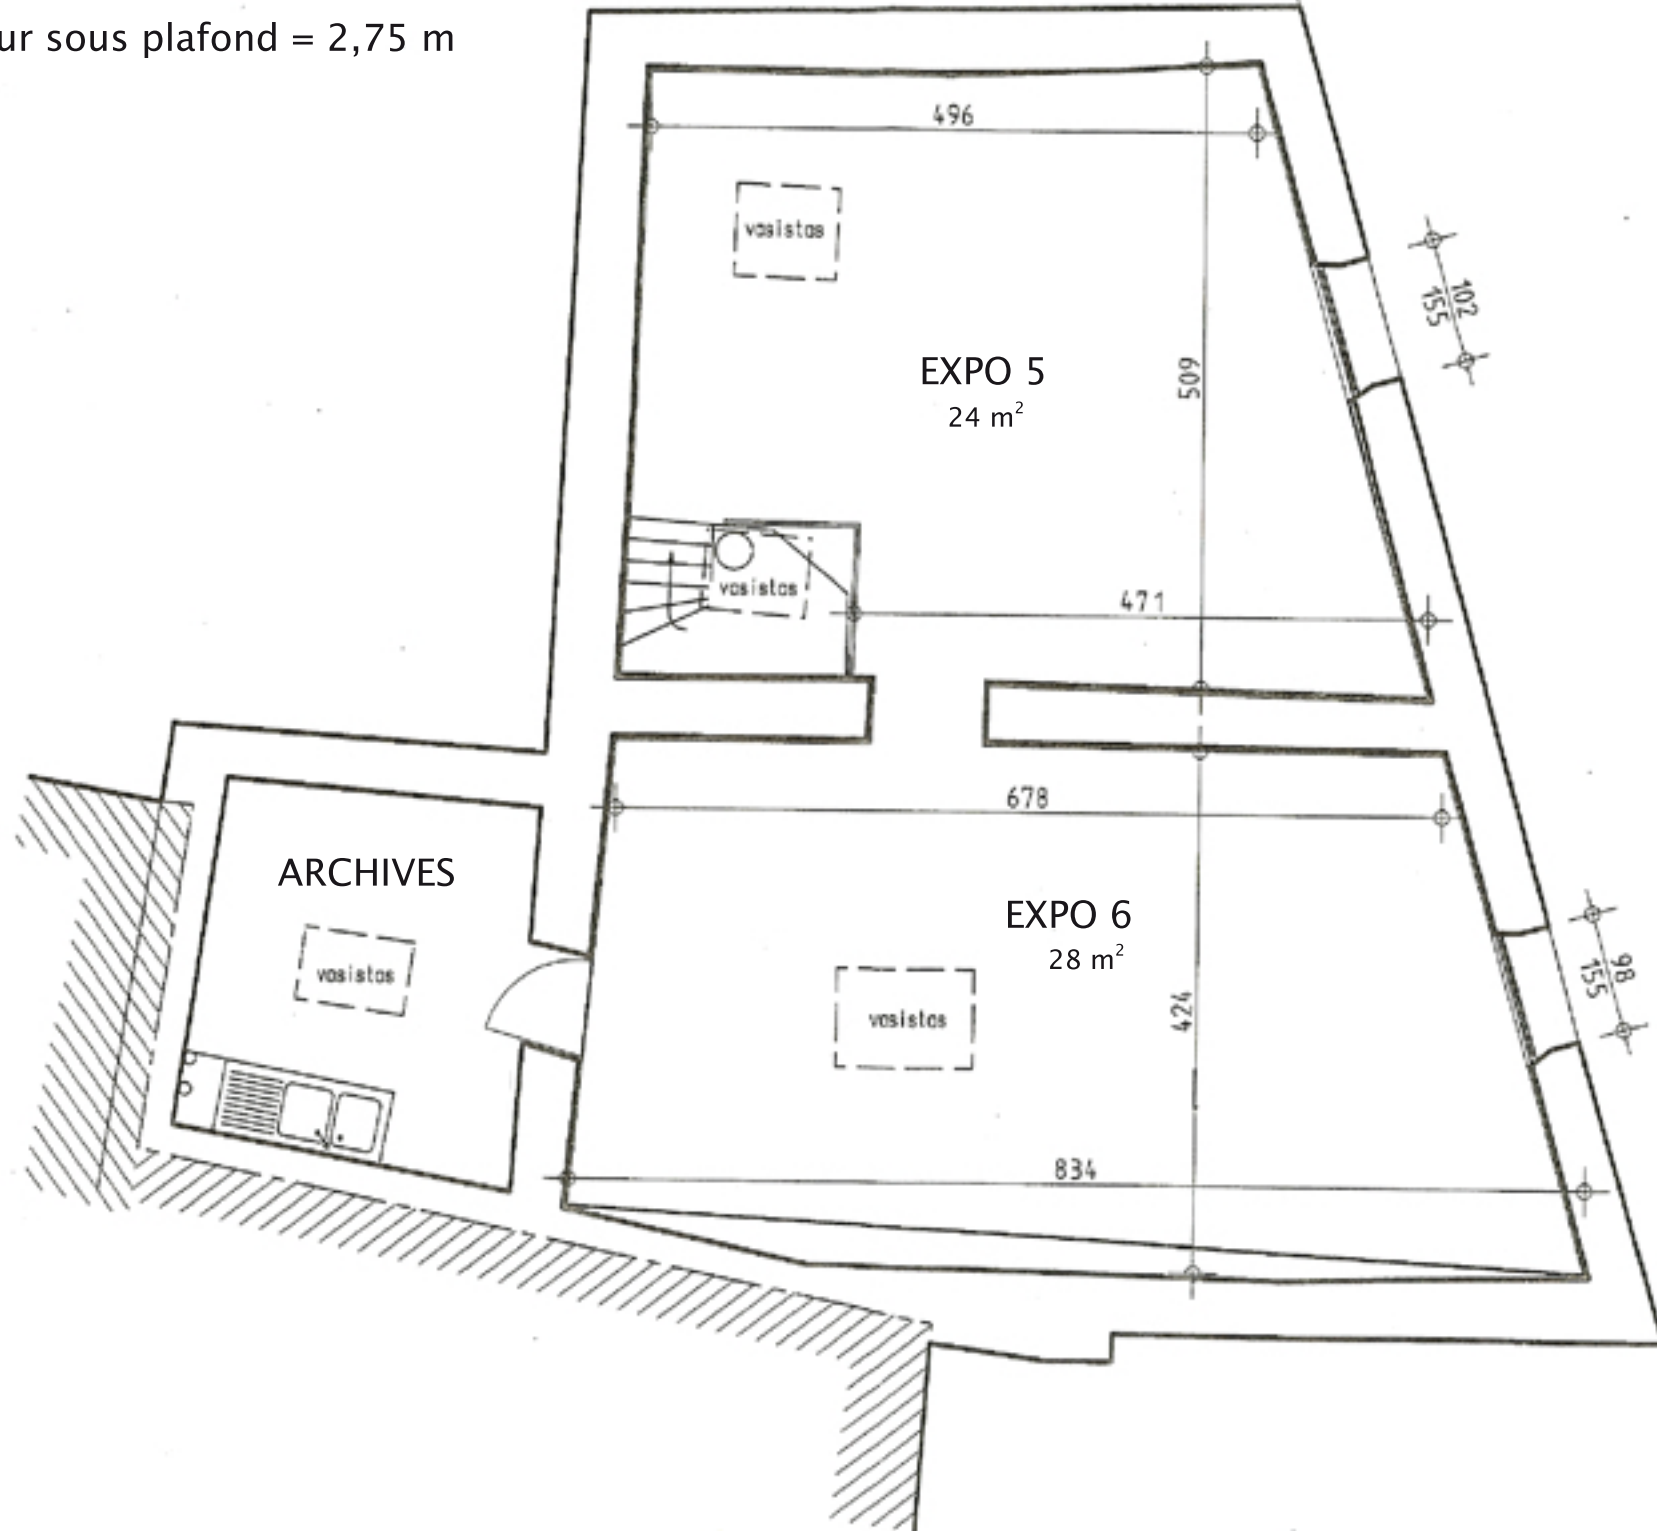 ur sous plafond = 2,75 m
496
vasistas
102
155
EXPO 5
509
24 m²
vasistas
471
678
ARCHIVES
EXPO 6
98
155
28 m²
vasistas
vasistas
424
834